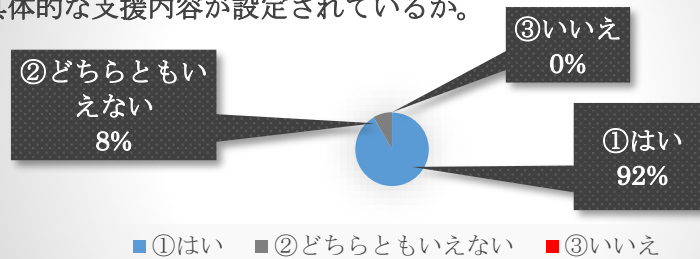 体的な支援内容が設定されているか。
③いいえ
0%
②どちらともい
えない
8%
①はい
92%
①はい ②どちらともいえない ③いいえ